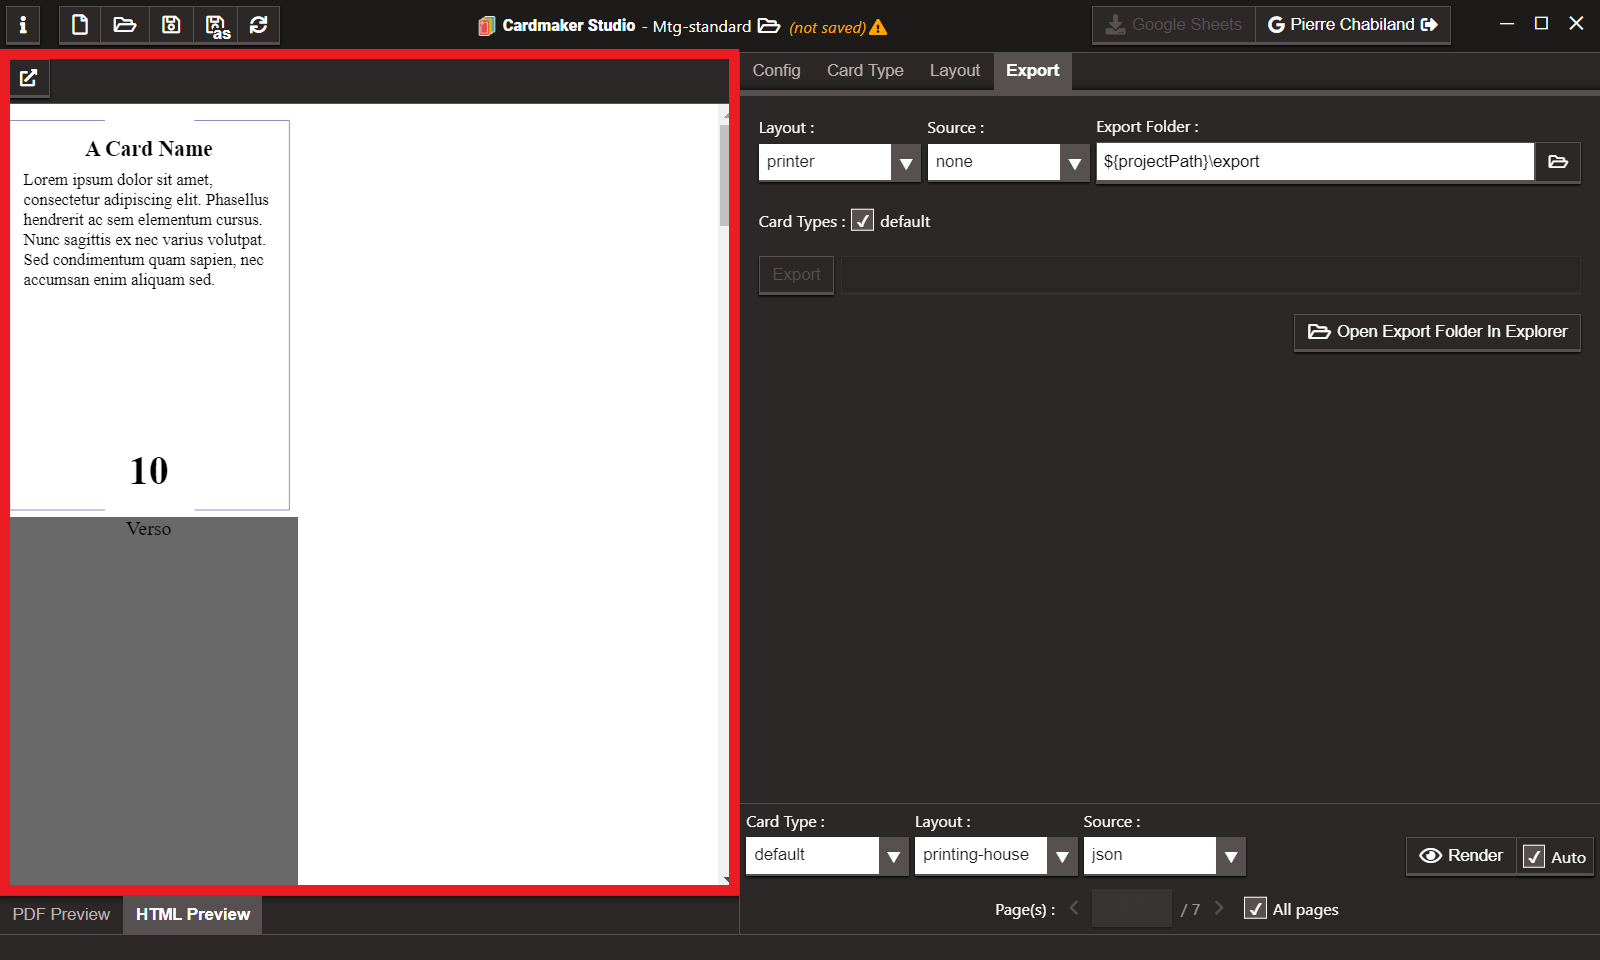 as
Cardmaker Studio - Mtg-standard (not saved)
Google Sheets
G Pierre Chabiland
Config Card Type Layout Export
A Card Name
Lorem ipsum dolor sit amet,
consectetur adipiscing elit. Phasellus
hendrerit ac sem elementum cursus.
Nunc sagittis ex nec varius volutpat.
Sed condimentum quam sapien, nec
accumsan enim aliquam sed.
10
Verso
Layout : Source : Export Folder :
printer none ${projectPath}\export
Card Types : default
Export
Open Export Folder In Explorer
Card Type : Layout : Source :
default printing-house json
Render Auto
Page(s) : / 7 All pages
PDF Preview HTML Preview